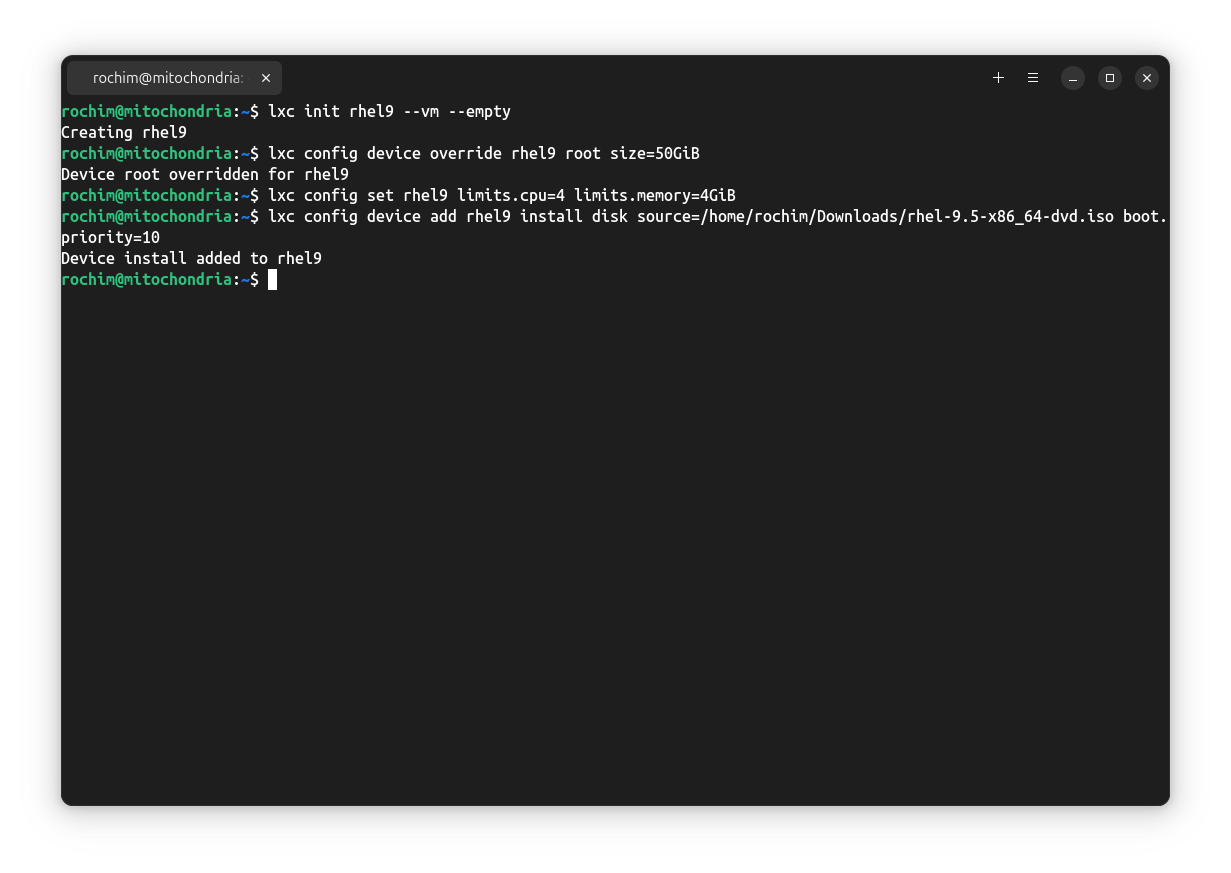 rochim@mitochondria:
rochim@mitochondria:~$ lxc init rhel9 --vm --empty
Creating rhel9
rochim@mitochondria:~$ lxc config device override rhel9 root size=50GiB
Device root overridden for rhel9
rochim@mitochondria:~$ lxc config set rhel9 limits.cpu=4 limits.memory=4GiB
rochim@mitochondria:~$ lxc config device add rhel9 install disk source=/home/rochim/Downloads/rhel-9.5-x86_64-dvd.iso boot.
priority=10
Device install added to rhel9
rochim@mitochondria:~$